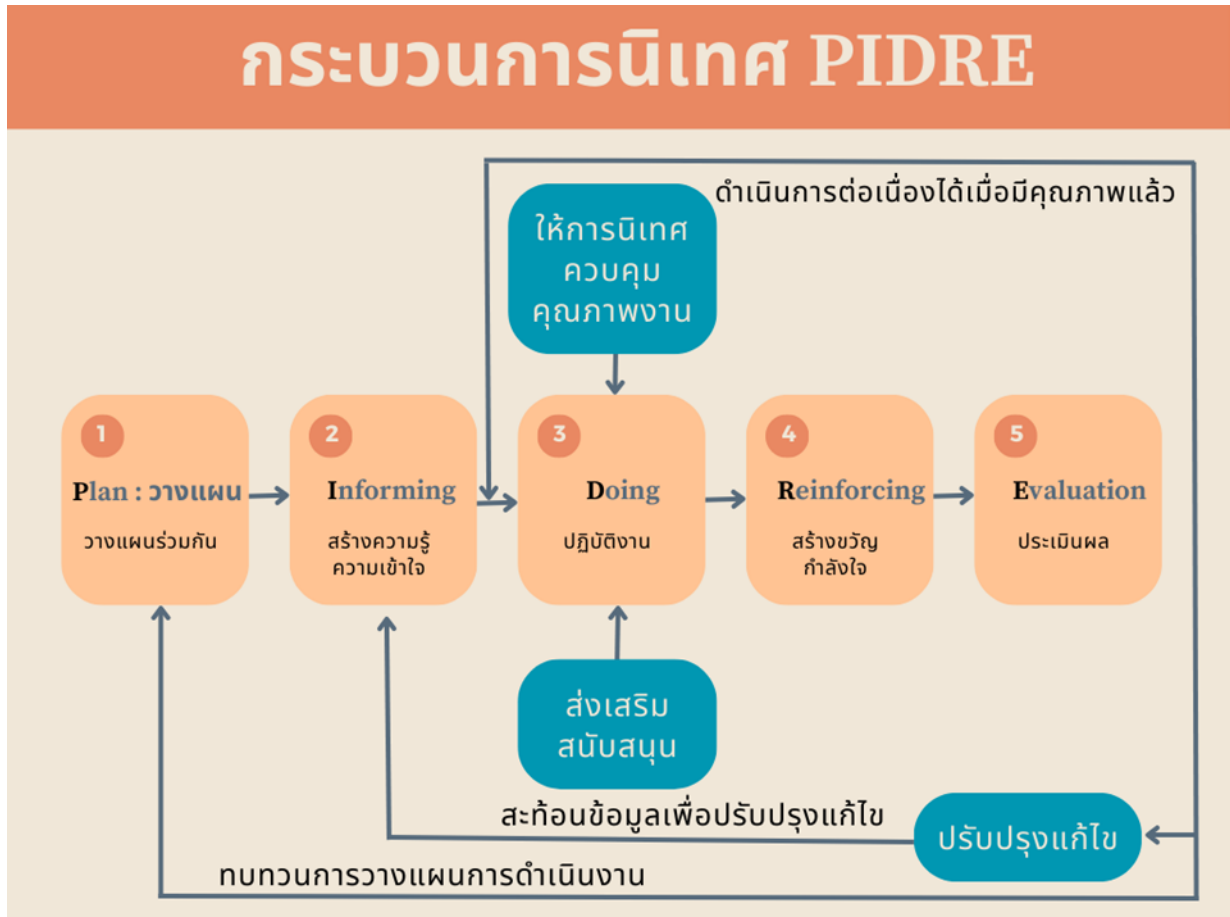 กระบวนการนิเทศ PIDRE
ดำเนินการต่อเนื่องได้เมื่อมีคุณภาพแล้ว
ให้การนิเทศ
ควบคุม
คุณภาพงาน
1
Plan : วางแผน
วางแผนร่วมกัน
2
Informing
สร้างความรู้
ความเข้าใจ
3
Doing
ปฏิบัติงาน
4
Reinforcing
สร้างขวัญ
กำลังใจ
5
Evaluation
ประเมินผล
ส่งเสริม
สนับสนุน
สะท้อนข้อมูลเพื่อปรับปรุงแก้ไข
ปรับปรุงแก้ไข
ทบทวนการวางแผนการดำเนินงาน